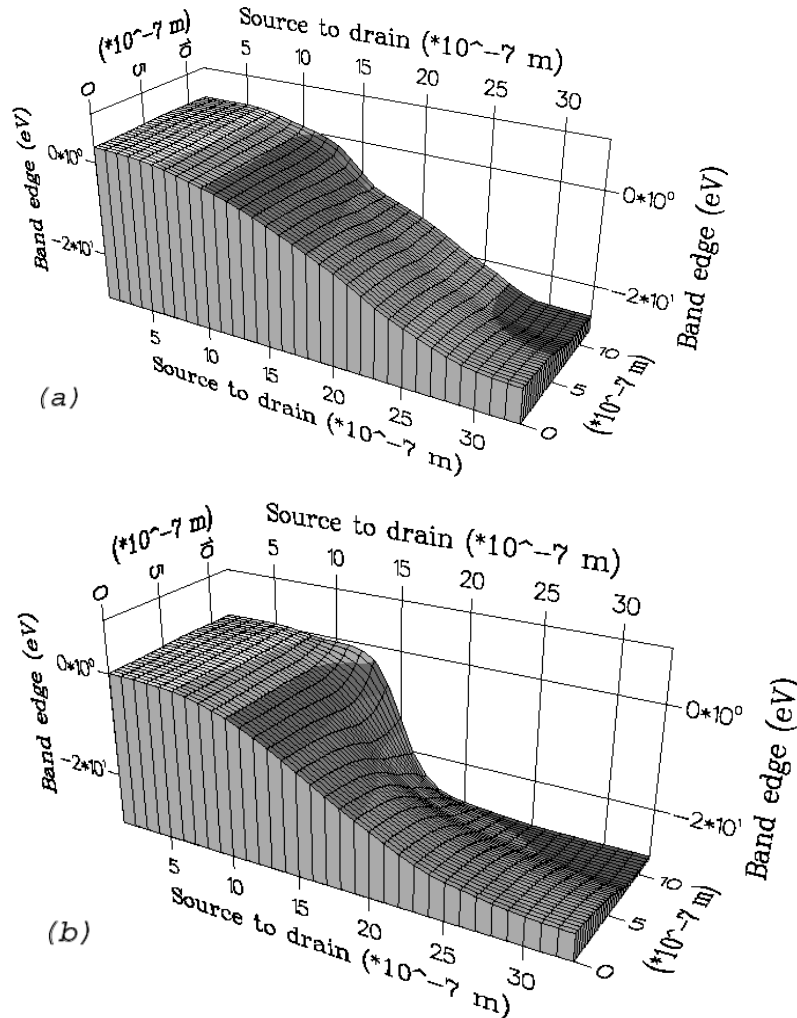 Source to drain (*10^-7 m)
(*10^-7 m)
0 5 10
5 10 15 20 25 30
Band edge (eV)
0*10⁰
-2*10¹
0*10⁰
-2*10¹
Band edge (eV)
5 10 15 20 25 30
Source to drain (*10^-7 m)
0 5 10
(*10^-7 m)
(a)
Source to drain (*10^-7 m)
(*10^-7 m)
0 5 10
5 10 15 20 25 30
Band edge (eV)
0*10⁰
-2*10¹
0*10⁰
-2*10¹
Band edge (eV)
5 10 15 20 25 30
Source to drain (*10^-7 m)
0 5 10
(*10^-7 m)
(b)